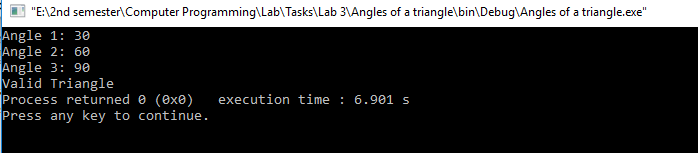 "E:\2nd semester\Computer Programming\Lab\Tasks\Lab 3\Angles of a triangle\bin\Debug\Angles of a triangle.exe"
Angle 1: 30
Angle 2: 60
Angle 3: 90
Valid Triangle
Process returned 0 (0x0)   execution time : 6.901 s
Press any key to continue.